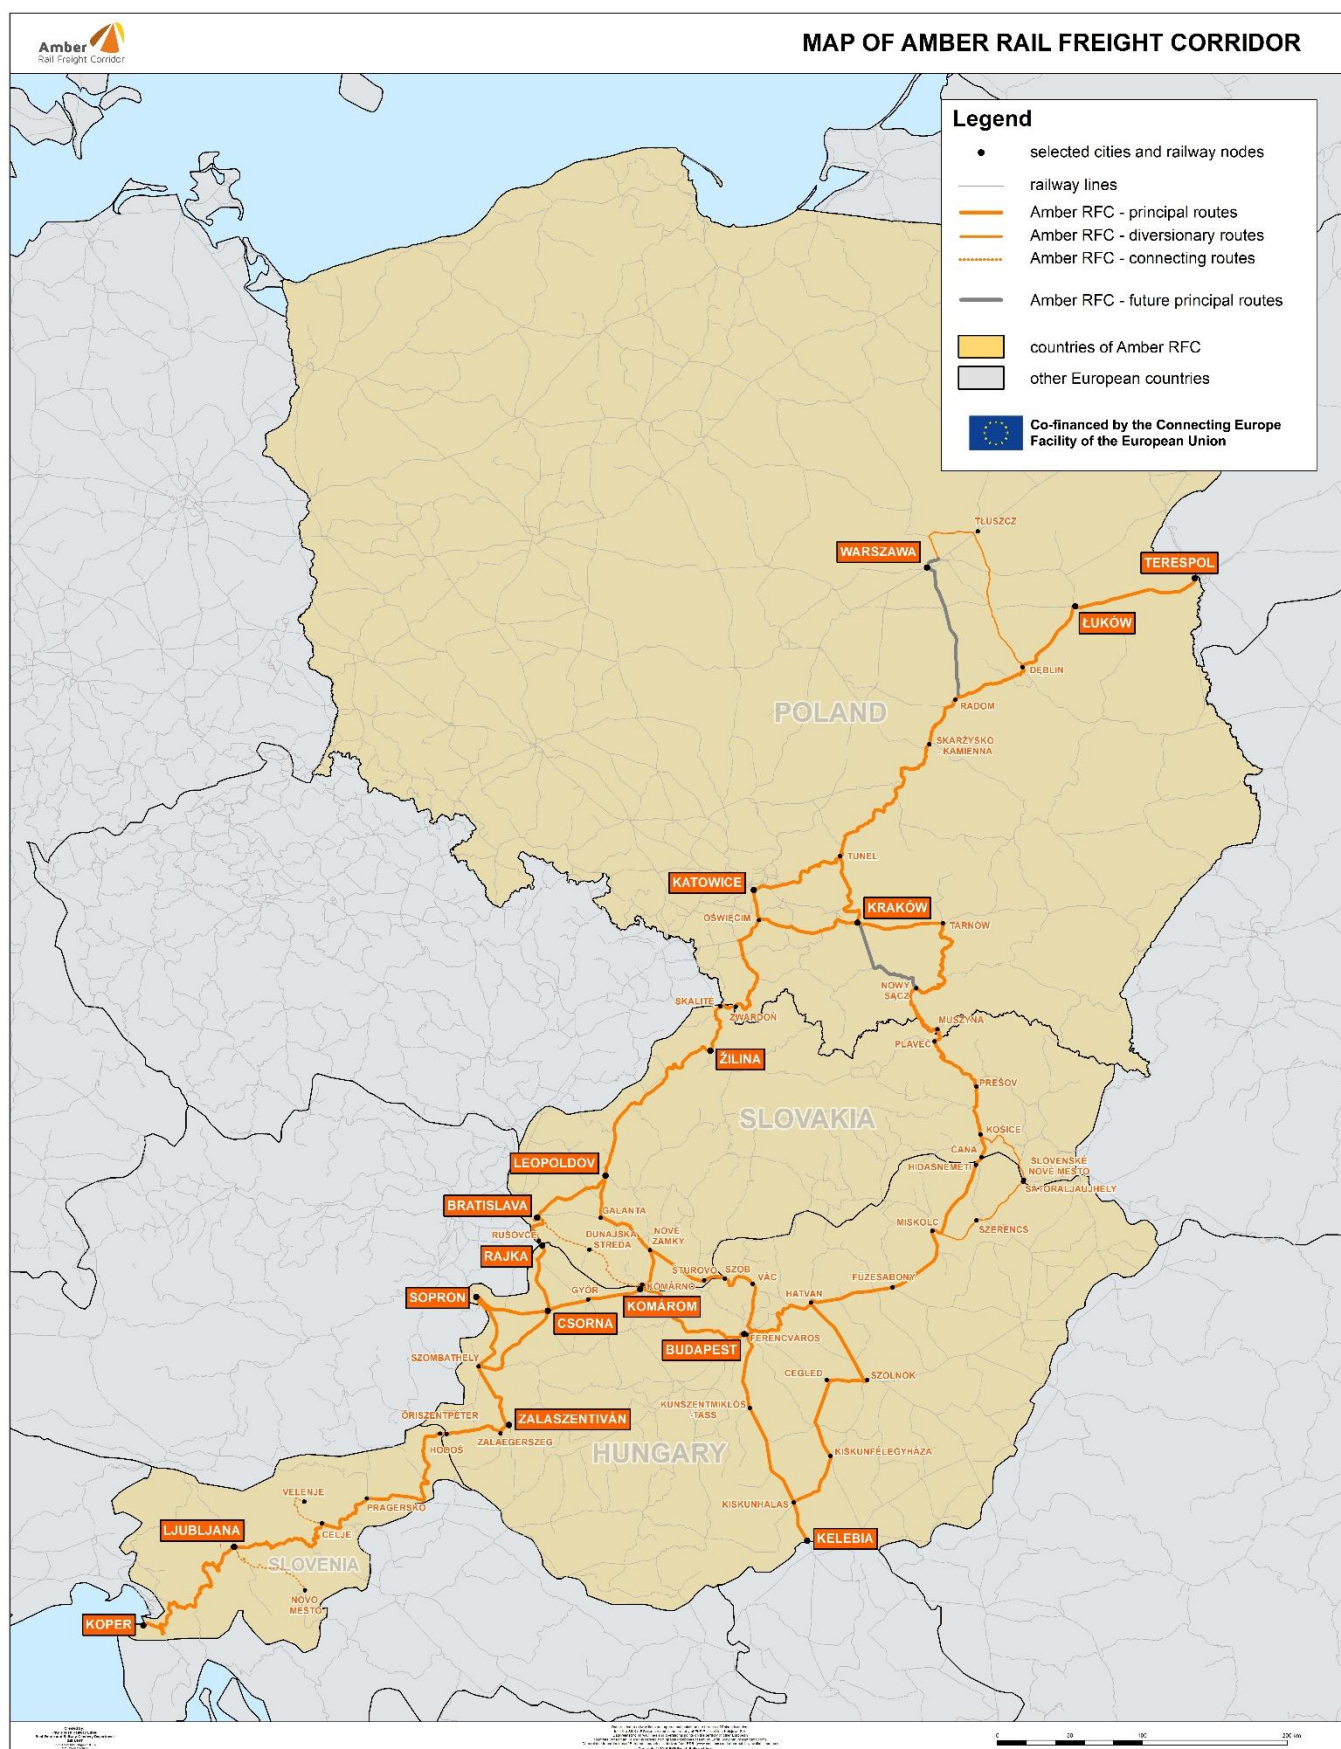 Amber
Rail Freight Corridor
MAP OF AMBER RAIL FREIGHT CORRIDOR
Legend
selected cities and railway nodes
railway lines
Amber RFC - principal routes
Amber RFC - diversionary routes
Amber RFC - connecting routes
Amber RFC - future principal routes
countries of Amber RFC
other European countries
Co-financed by the Connecting Europe
Facility of the European Union
TŁUSZCZ
WARSZAWA
TERESPOL
ŁUKÓW
DĘBLIN
RADOM
POLAND
SKARŻYSKO
- KAMIENNA
TUNEL
KATOWICE
KRAKÓW
OŚWIĘCIM
TARNÓW
NOWY
SĄCZ
SKALITÉ
ZWARDOŃ
MUSZYNA
PLAVEČ
ŽILINA
PREŠOV
SLOVAKIA
KOŠICE
ČAŇA
HIDASNÉMETI
SLOVENSKÉ
NOVÉ MESTO
SÁTORALJAÚJHELY
LEOPOLDOV
BRATISLAVA
GALANTA
RUSOVCE
DUNAJSKÁ
STREDA
NOVÉ
ZÁMKY
MISKOLC
SZERENCS
RAJKA
ŠTÚROVO
SZOB
VÁC
FÜZESABONY
SOPRON
GYŐR
KOMÁRNO
KOMÁROM
HATVAN
CSORNA
BUDAPEST
FERENCVÁROS
SZOMBATHELY
CEGLÉD
SZOLNOK
KUNSZENTMIKLÓS
-TASS
ŐRISZENTPÉTER
ZALASZENTIVÁN
HODOŠ
ZALAEGERSZEG
HUNGARY
KISKUNFÉLEGYHÁZA
VELENJE
PRAGERSKO
KISKUNHALAS
LJUBLJANA
CELJE
KELEBIA
SLOVENIA
NOVO
MESTO
KOPER
0
50
100
200 km